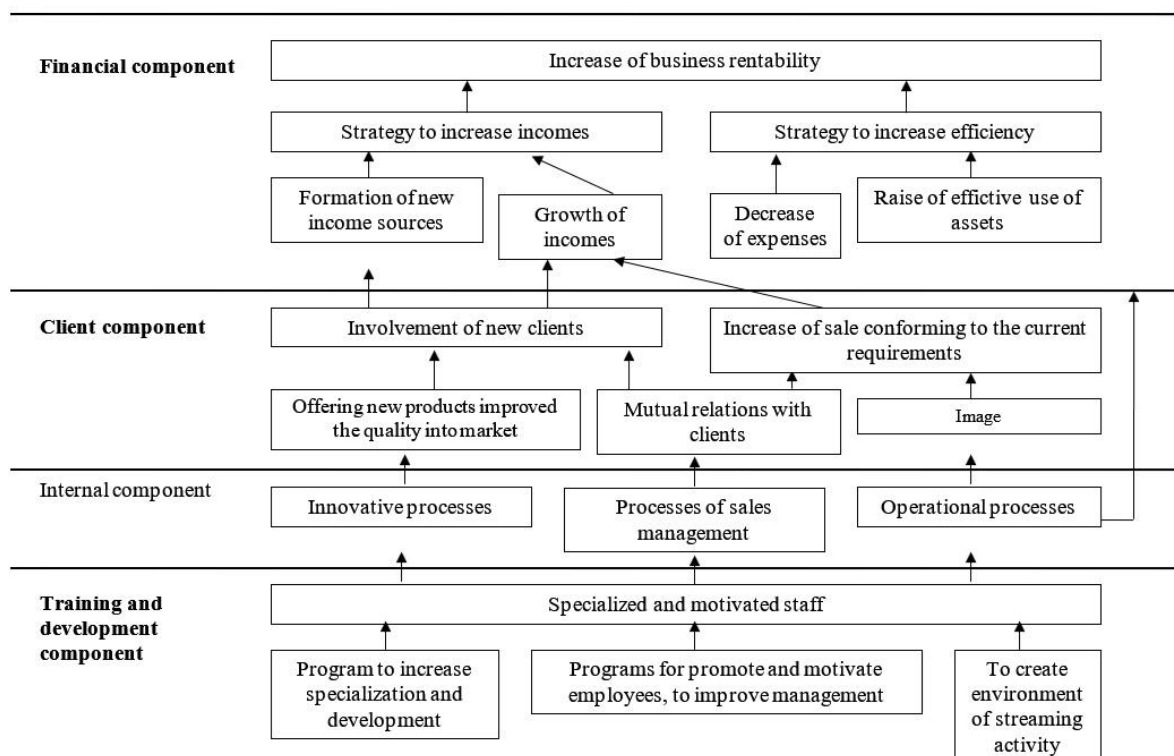 Financial component
Increase of business rentability
Strategy to increase incomes
Strategy to increase efficiency
Formation of new
income sources
Growth of
incomes
Decrease
of expenses
Raise of effictive use of
assets
Client component
Involvement of new clients
Increase of sale conforming to the current
requirements
Offering new products improved
the quality into market
Mutual relations with
clients
Image
Internal component
Innovative processes
Processes of sales
management
Operational processes
Training and
development
component
Specialized and motivated staff
Program to increase
specialization and
development
Programs for promote and motivate
employees, to improve management
To create
environment
of streaming
activity